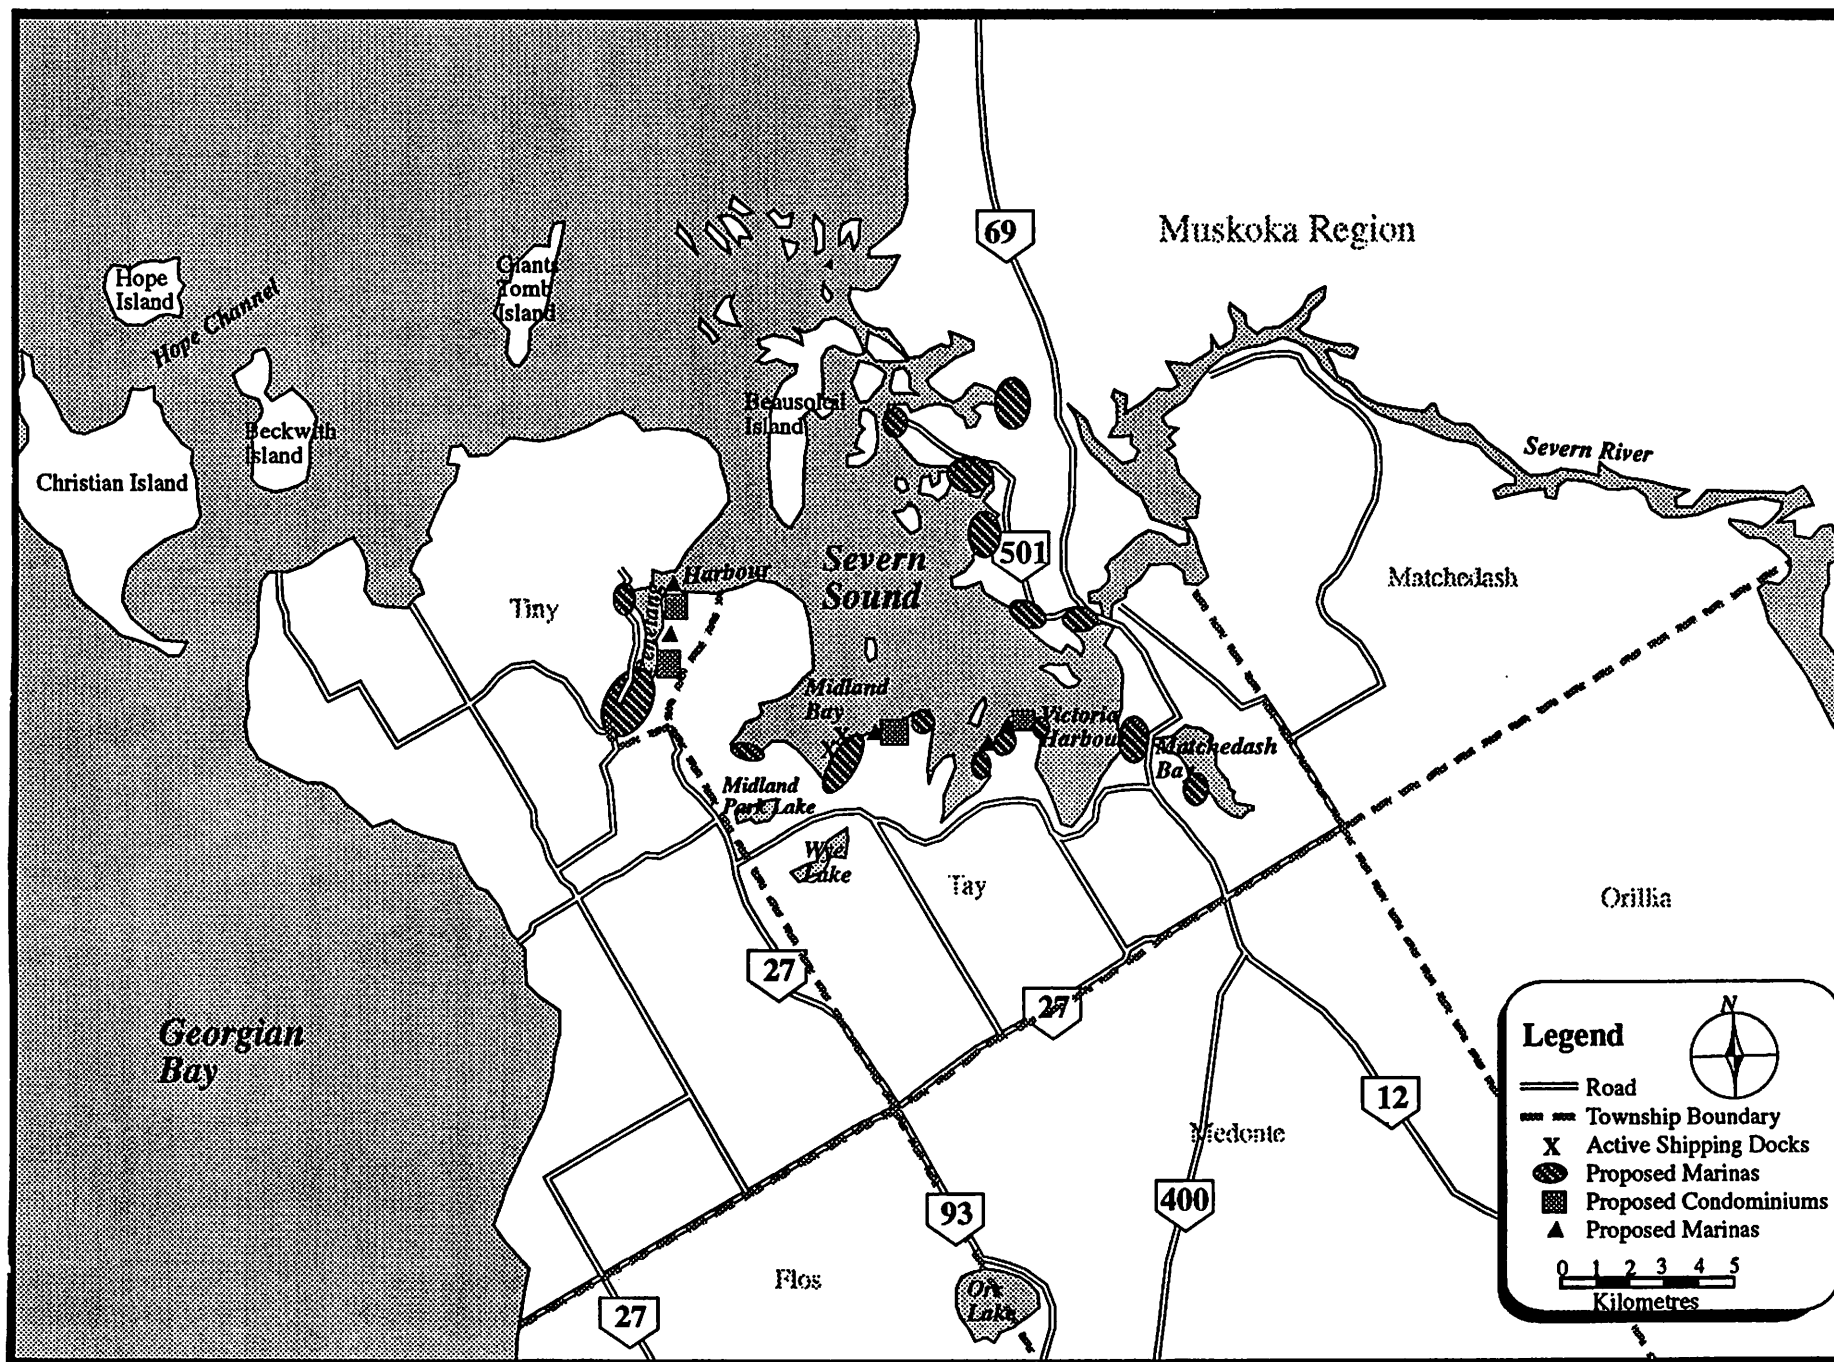 69
Muskoka Region
Hope
Island
Hope Channel
Giants
Tomb
Island
Beausoleil
Island
Beckwith
Island
Christian Island
Severn River
501
Severn
Sound
Matchedash
Harbour
Tiny
Midland
Bay
Victoria
Harbour
Matchedash
Bay
Midland
Park Lake
Wye
Lake
Tay
Orillia
27
27
Georgian
Bay
12
Medonte
400
93
Flos
Orr
Lake
27
Legend
N
Road
Township Boundary
X Active Shipping Docks
Proposed Marinas
Proposed Condominiums
Proposed Marinas
0 1 2 3 4 5
Kilometres